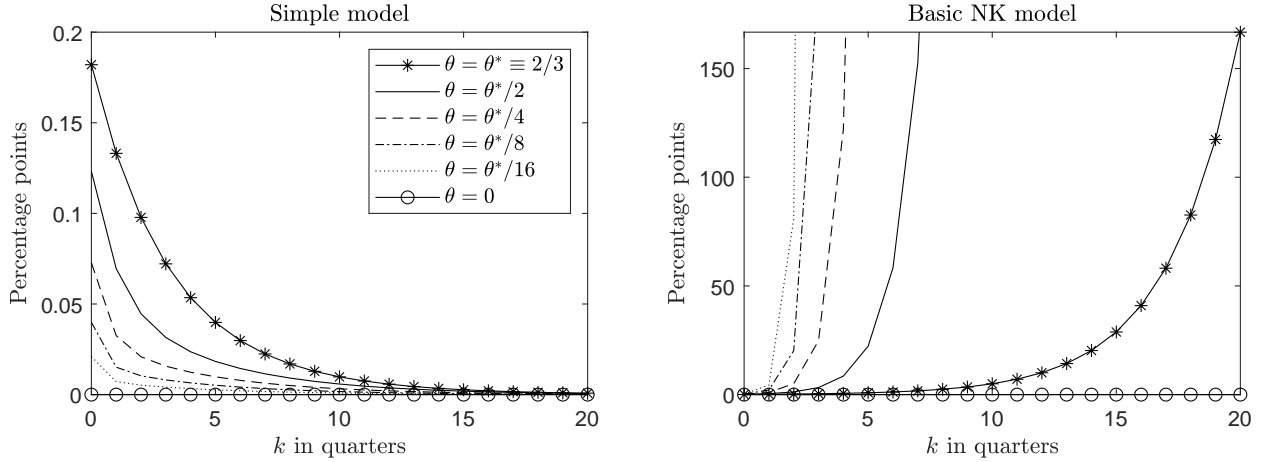 Simple model
0.2
0.15
0.1
0.05
0
Percentage points
0
5
10
15
20
k in quarters
θ = θ* ≡ 2/3
θ = θ*/2
θ = θ*/4
θ = θ*/8
θ = θ*/16
θ = 0
Basic NK model
150
100
50
0
Percentage points
0
5
10
15
20
k in quarters